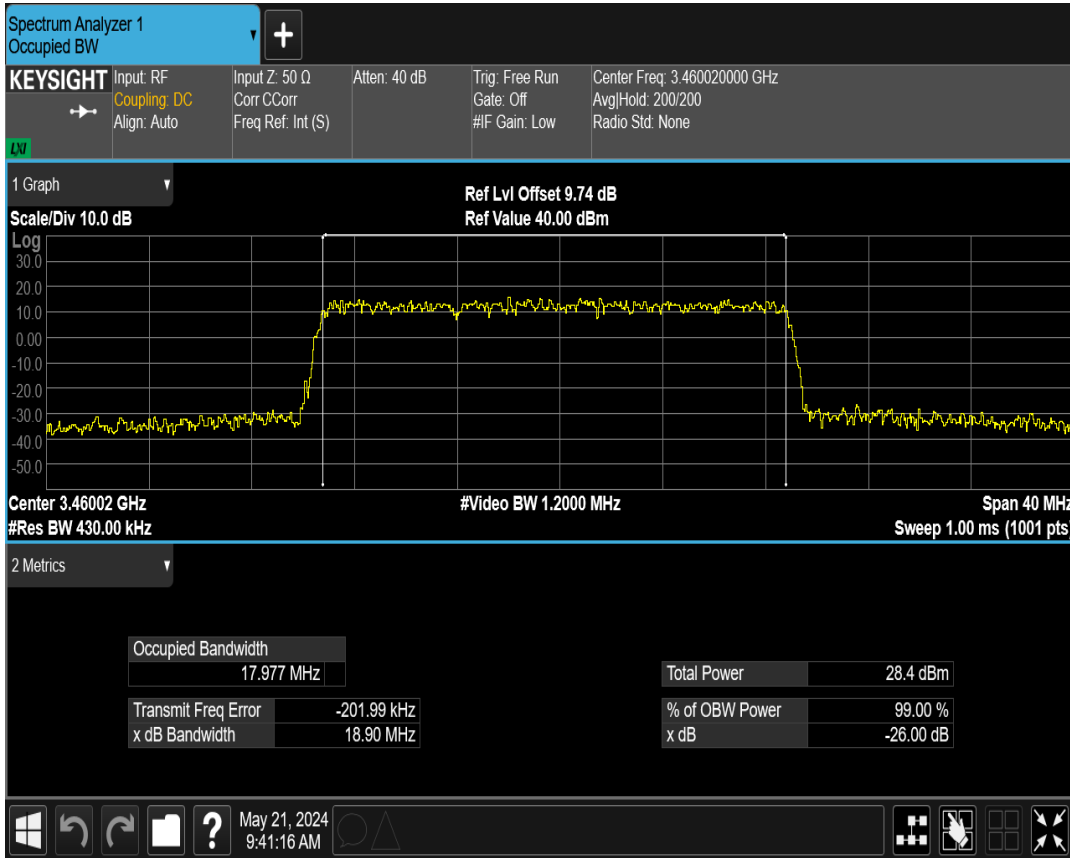 Spectrum Analyzer 1
Occupied BW
KEYSIGHT
LXI
Input: RF
Coupling: DC
Align: Auto
Input Z: 50 Ω
Corr CCorr
Freq Ref: Int (S)
Atten: 40 dB
Trig: Free Run
Gate: Off
#IF Gain: Low
Center Freq: 3.460020000 GHz
Avg|Hold: 200/200
Radio Std: None
1 Graph
Scale/Div 10.0 dB
Ref Lvl Offset 9.74 dB
Ref Value 40.00 dBm
Log
30.0
20.0
10.0
0.00
-10.0
-20.0
-30.0
-40.0
-50.0
Center 3.46002 GHz
#Res BW 430.00 kHz
#Video BW 1.2000 MHz
Span 40 MHz
Sweep 1.00 ms (1001 pts)
2 Metrics
Occupied Bandwidth
17.977 MHz
Transmit Freq Error -201.99 kHz
x dB Bandwidth 18.90 MHz
Total Power 28.4 dBm
% of OBW Power 99.00 %
x dB -26.00 dB
May 21, 2024
9:41:16 AM